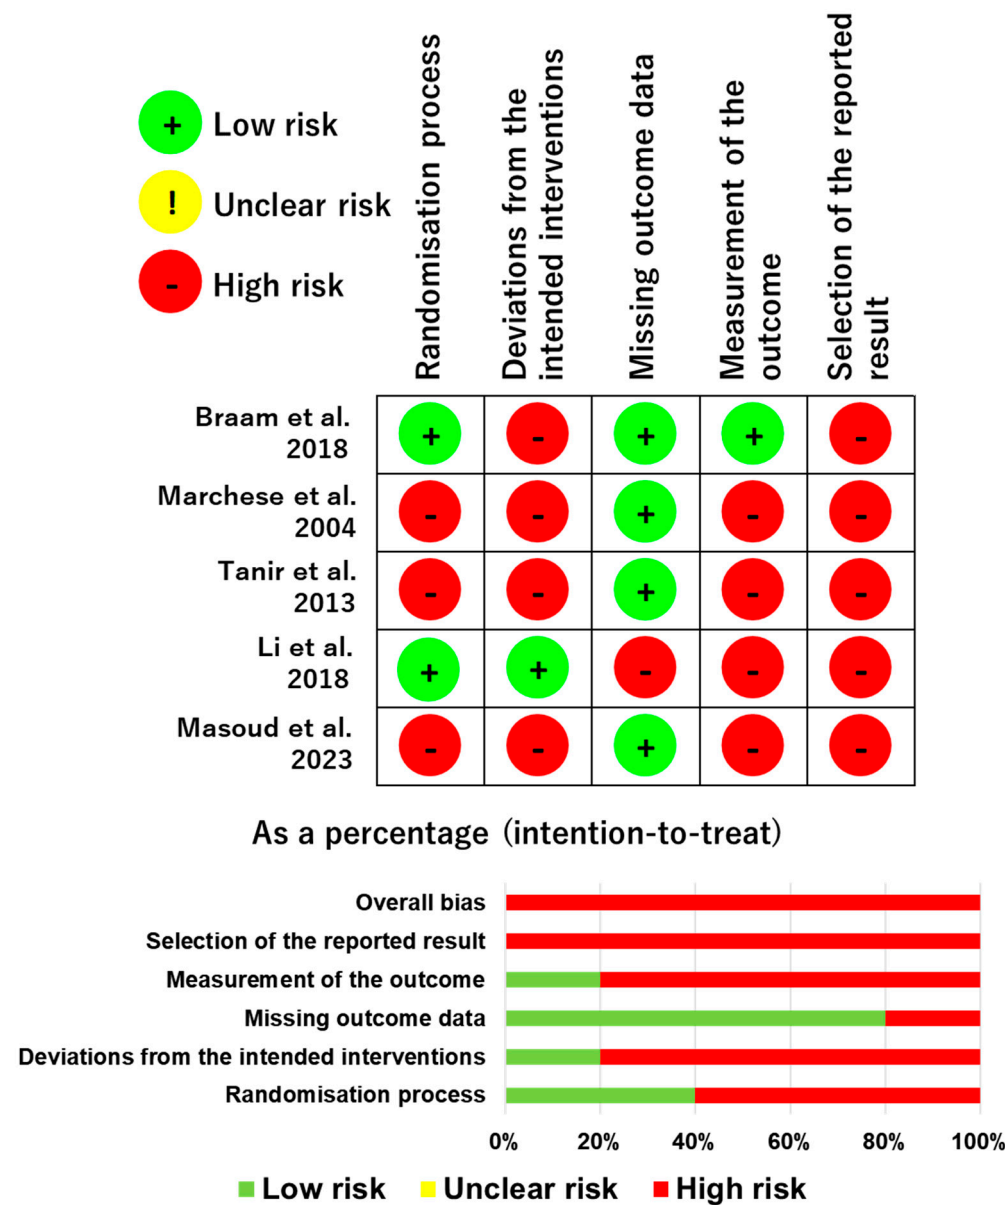 + Low risk
! Unclear risk
- High risk
Randomisation process
Deviations from the
intended interventions
Missing outcome data
Measurement of the
outcome
Selection of the reported
result
Braam et al.
2018
+ - + + -
Marchese et al.
2004
- - + - -
Tanir et al.
2013
- - + - -
Li et al.
2018
+ + - - -
Masoud et al.
2023
- - + - -
As a percentage (intention-to-treat)
Overall bias
Selection of the reported result
Measurement of the outcome
Missing outcome data
Deviations from the intended interventions
Randomisation process
0% 20% 40% 60% 80% 100%
Low risk Unclear risk High risk